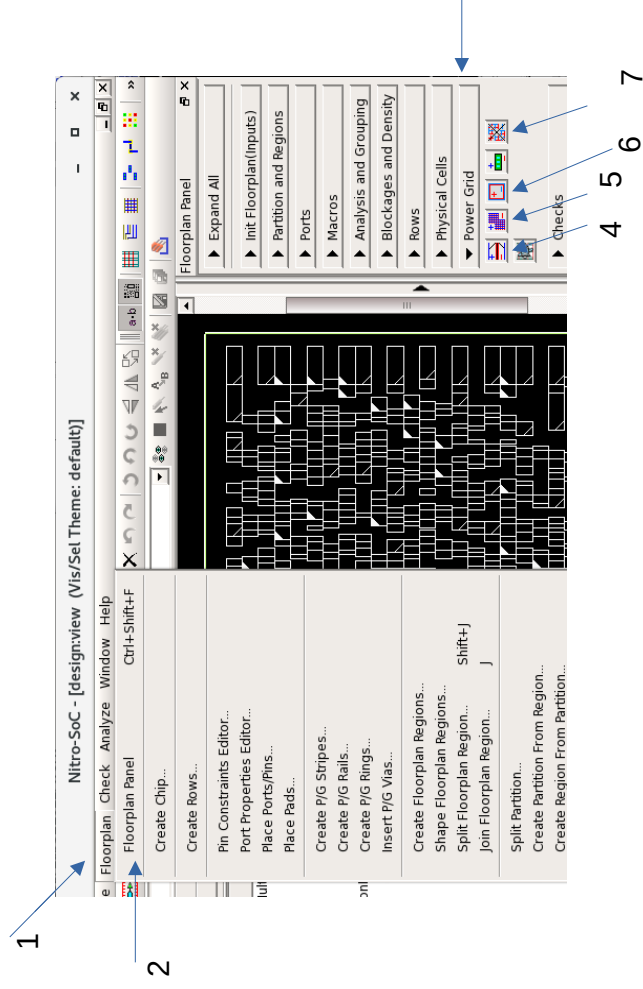 Nitro-SoC - [design:view (Vis/Sel Theme: default)]
e Floorplan Check Analyze Window Help
Floorplan Panel Ctrl+Shift+F
Create Chip...
Create Rows...
Pin Constraints Editor...
Port Properties Editor...
Place Ports/Pins...
Place Pads...
Create P/G Stripes...
Create P/G Rails...
Create P/G Rings...
Insert P/G Vias...
Create Floorplan Regions...
Shape Floorplan Regions...
Split Floorplan Region... Shift+J
Join Floorplan Region... J
Split Partition...
Create Partition From Region...
Create Region From Partition...
a•b
A B
Floorplan Panel
Expand All
Init Floorplan(Inputs)
Partition and Regions
Ports
Macros
Analysis and Grouping
Blockages and Density
Rows
Physical Cells
Power Grid
Checks
1
2
4
5
6
7